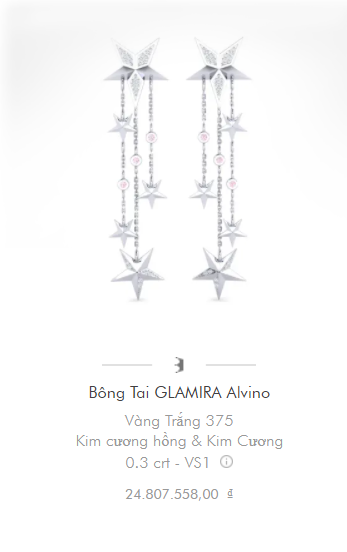 Bông Tai GLAMIRA Alvino
Vàng Trắng 375
Kim cương hồng & Kim Cương
0.3 crt - VS1
24.807.558,00 ₫